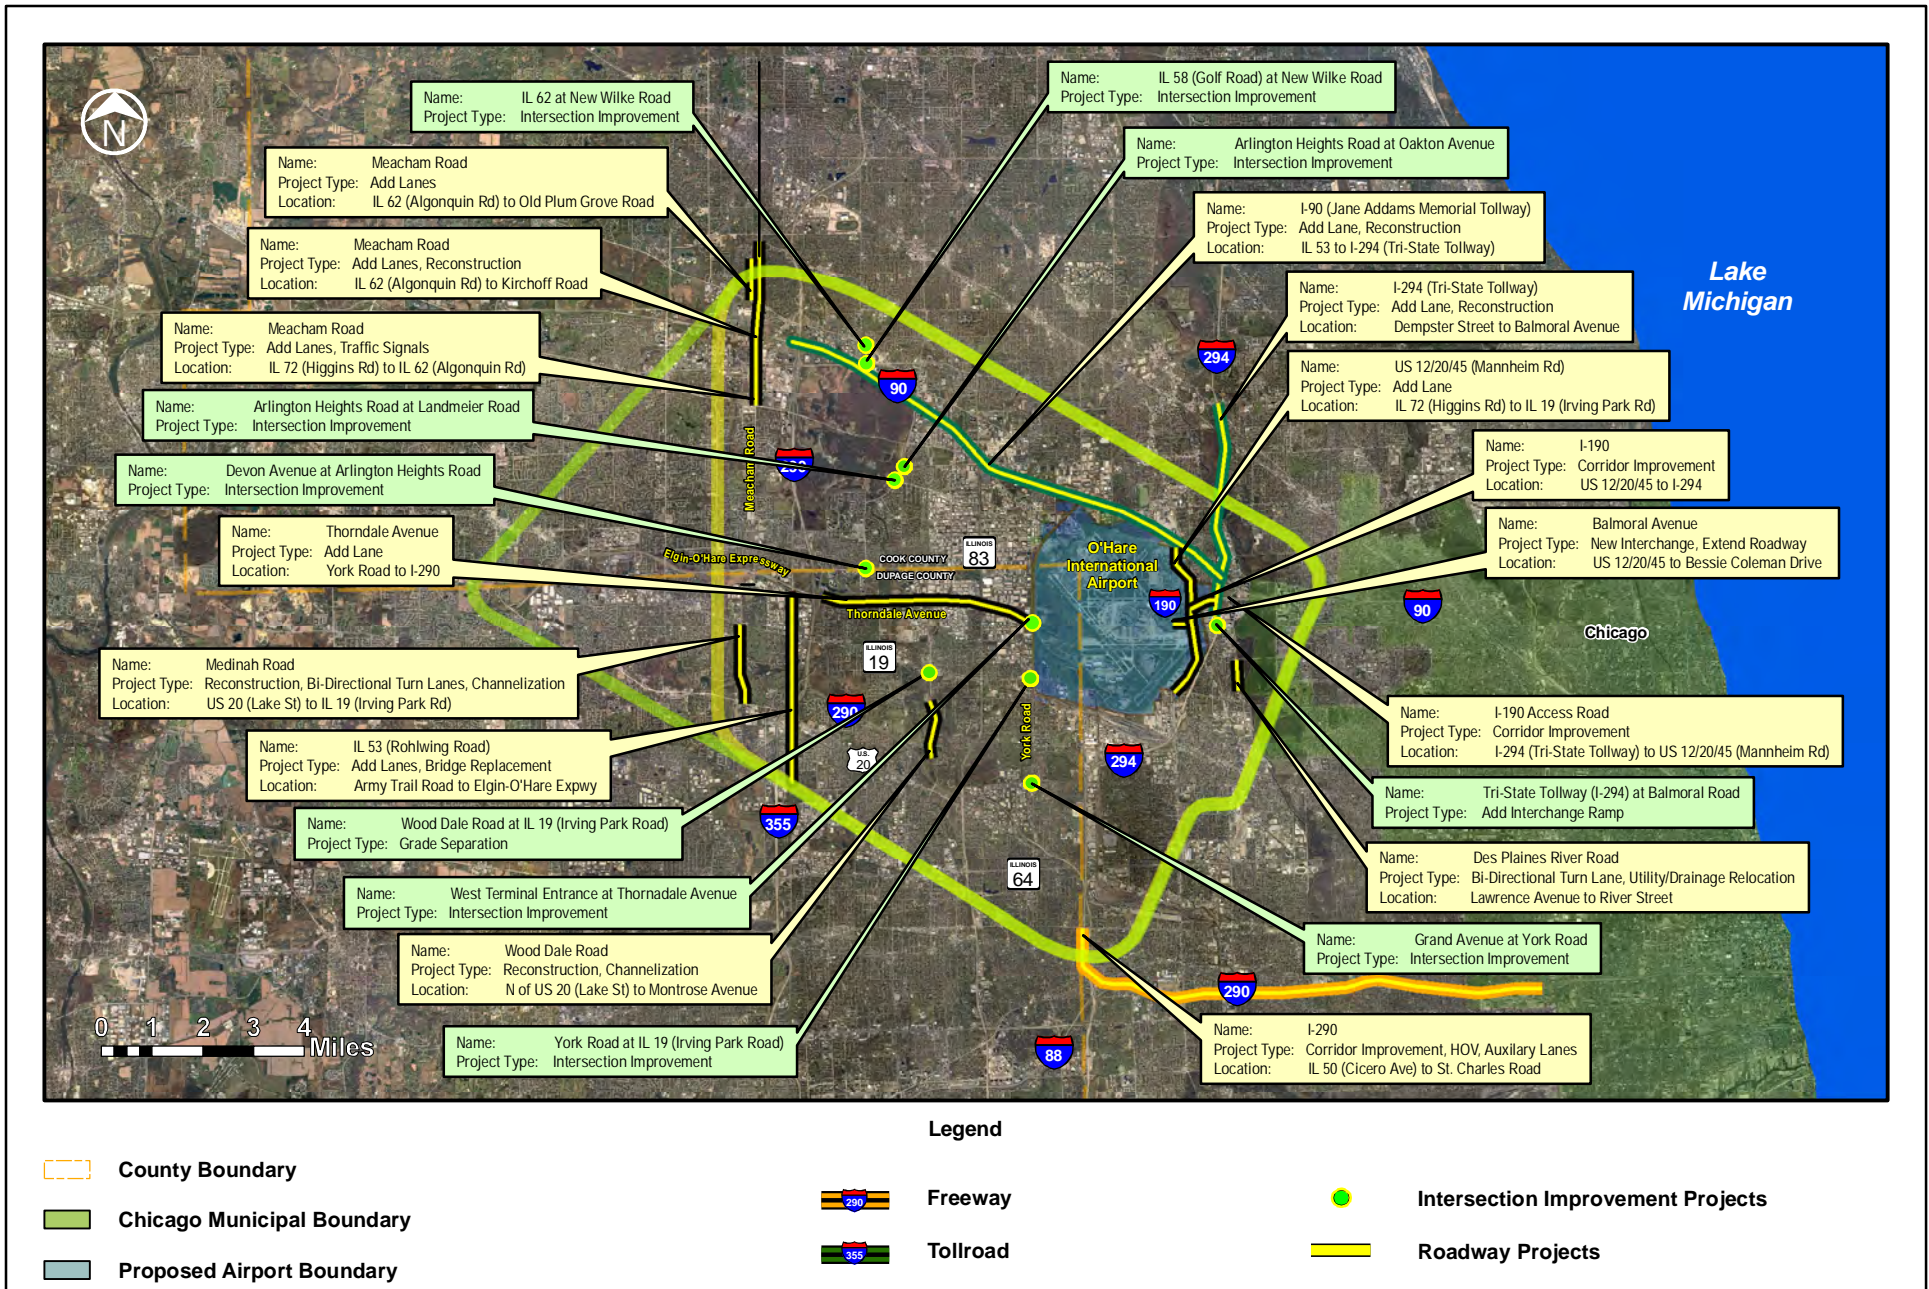 Name: IL 62 at New Wilke Road
Project Type: Intersection Improvement
Name: IL 58 (Golf Road) at New Wilke Road
Project Type: Intersection Improvement
N
Name: Meacham Road
Project Type: Add Lanes
Location: IL 62 (Algonquin Rd) to Old Plum Grove Road
Name: Arlington Heights Road at Oakton Avenue
Project Type: Intersection Improvement
Name: Meacham Road
Project Type: Add Lanes, Reconstruction
Location: IL 62 (Algonquin Rd) to Kirchoff Road
Name: I-90 (Jane Addams Memorial Tollway)
Project Type: Add Lane, Reconstruction
Location: IL 53 to I-294 (Tri-State Tollway)
Lake
Michigan
Name: Meacham Road
Project Type: Add Lanes, Traffic Signals
Location: IL 72 (Higgins Rd) to IL 62 (Algonquin Rd)
Name: I-294 (Tri-State Tollway)
Project Type: Add Lane, Reconstruction
Location: Dempster Street to Balmoral Avenue
294
90
Name: US 12/20/45 (Mannheim Rd)
Project Type: Add Lane
Location: IL 72 (Higgins Rd) to IL 19 (Irving Park Rd)
Name: Arlington Heights Road at Landmeier Road
Project Type: Intersection Improvement
Meacham Road
290
Name: I-190
Project Type: Corridor Improvement
Location: US 12/20/45 to I-294
Name: Devon Avenue at Arlington Heights Road
Project Type: Intersection Improvement
Name: Thorndale Avenue
Project Type: Add Lane
Location: York Road to I-290
Elgin-O'Hare Expressway
COOK COUNTY
DUPAGE COUNTY
ILLINOIS
83
O'Hare
International
Airport
Name: Balmoral Avenue
Project Type: New Interchange, Extend Roadway
Location: US 12/20/45 to Bessie Coleman Drive
Thorndale Avenue
190
90
Chicago
ILLINOIS
19
Name: Medinah Road
Project Type: Reconstruction, Bi-Directional Turn Lanes, Channelization
Location: US 20 (Lake St) to IL 19 (Irving Park Rd)
290
York Road
U.S.
20
294
Name: I-190 Access Road
Project Type: Corridor Improvement
Location: I-294 (Tri-State Tollway) to US 12/20/45 (Mannheim Rd)
Name: IL 53 (Rohlwing Road)
Project Type: Add Lanes, Bridge Replacement
Location: Army Trail Road to Elgin-O'Hare Expwy
355
Name: Tri-State Tollway (I-294) at Balmoral Road
Project Type: Add Interchange Ramp
Name: Wood Dale Road at IL 19 (Irving Park Road)
Project Type: Grade Separation
Name: Des Plaines River Road
Project Type: Bi-Directional Turn Lane, Utility/Drainage Relocation
Location: Lawrence Avenue to River Street
ILLINOIS
64
Name: West Terminal Entrance at Thornadale Avenue
Project Type: Intersection Improvement
Name: Grand Avenue at York Road
Project Type: Intersection Improvement
Name: Wood Dale Road
Project Type: Reconstruction, Channelization
Location: N of US 20 (Lake St) to Montrose Avenue
290
0 1 2 3 4
Miles
Name: York Road at IL 19 (Irving Park Road)
Project Type: Intersection Improvement
88
Name: I-290
Project Type: Corridor Improvement, HOV, Auxilary Lanes
Location: IL 50 (Cicero Ave) to St. Charles Road
Legend
County Boundary
Chicago Municipal Boundary
Proposed Airport Boundary
290
Freeway
355
Tollroad
Intersection Improvement Projects
Roadway Projects